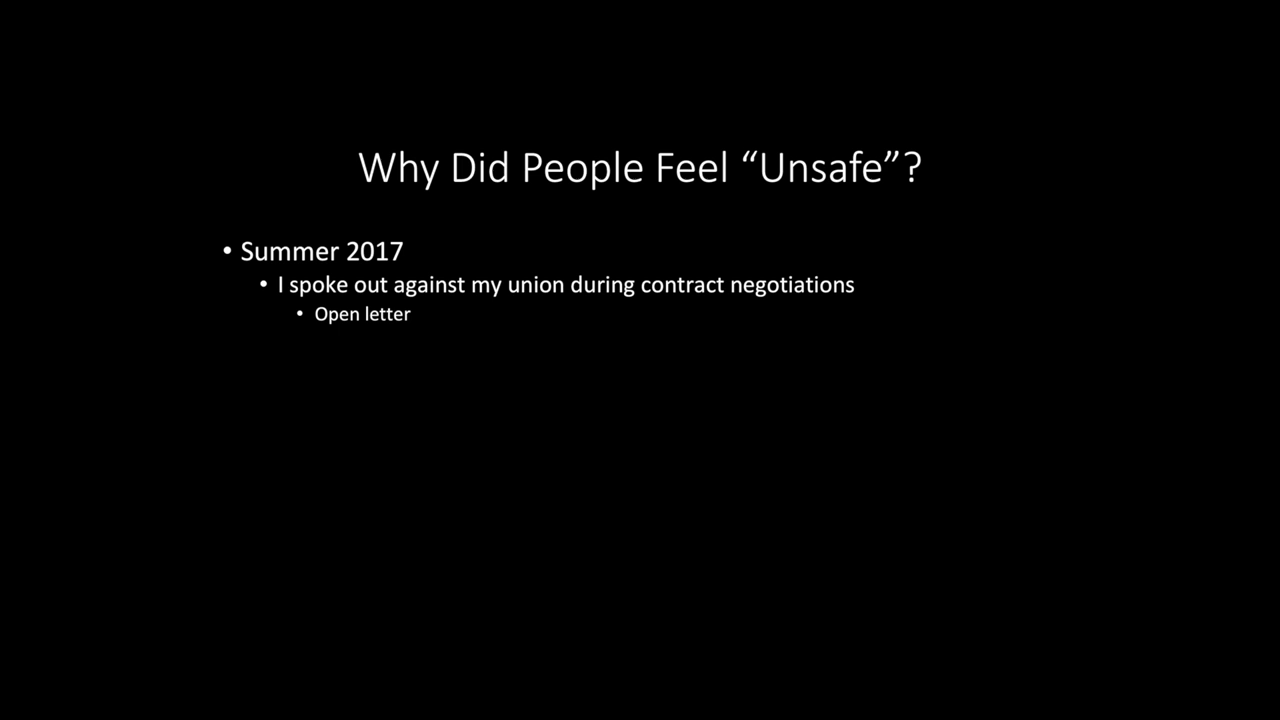 Why Did People Feel “Unsafe”?
• Summer 2017
• I spoke out against my union during contract negotiations
• Open letter